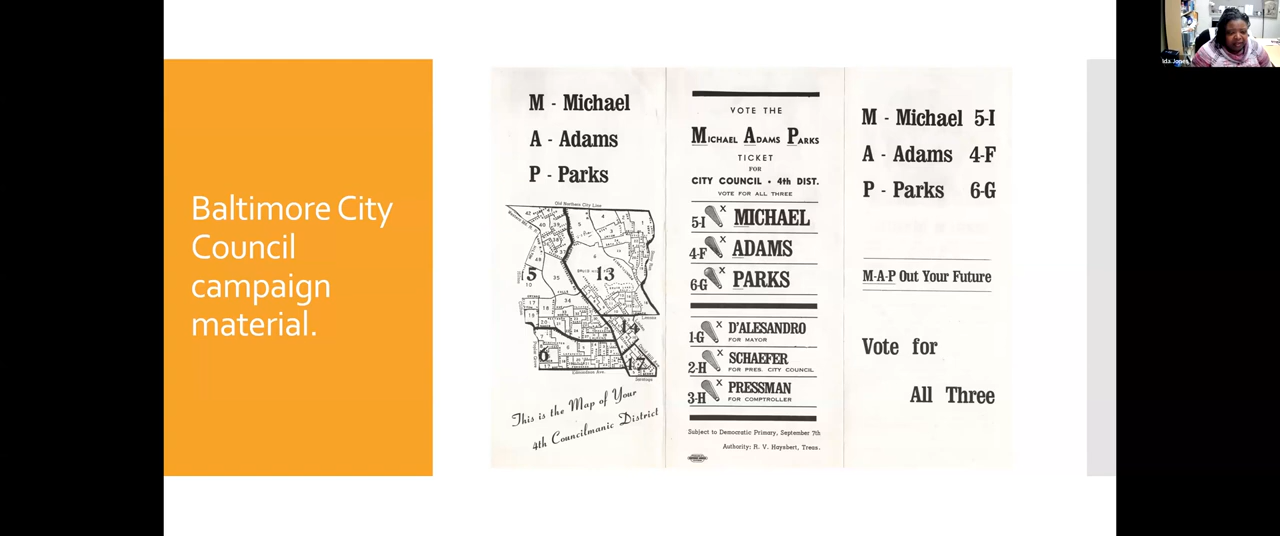 Baltimore City
Council
campaign
material.
M - Michael
A - Adams
P - Parks
5
13
14
6
17
This is the Map of Your
4th Councilmanic District
VOTE THE
MICHAEL ADAMS PARKS
TICKET
FOR
CITY COUNCIL • 4th DIST.
VOTE FOR ALL THREE
5-I X MICHAEL
4-F X ADAMS
6-G X PARKS
1-G X D'ALESANDRO
FOR MAYOR
2-H X SCHAEFER
FOR PRES. CITY COUNCIL
3-H X PRESSMAN
FOR COMPTROLLER
Subject to Democratic Primary, September 7th
Authority: R. V. Haysbert, Treas.
M - Michael 5-I
A - Adams 4-F
P - Parks 6-G
M-A-P Out Your Future
Vote for
All Three
Ida Jones